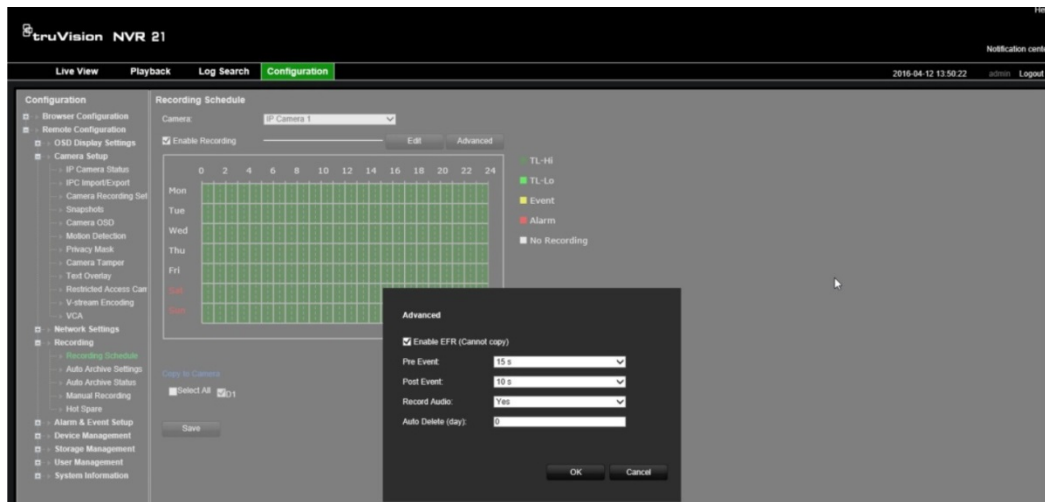 He
truVision NVR 21
Notification cent
Live View Playback Log Search Configuration 2016-04-12 13:50:22 admin Logout
Configuration
Browser Configuration
Remote Configuration
OSD Display Settings
Camera Setup
IP Camera Status
IPC Import/Export
Camera Recording Set
Snapshots
Camera OSD
Motion Detection
Privacy Mask
Camera Tamper
Text Overlay
Restricted Access Cam
V-stream Encoding
VCA
Network Settings
Recording
Recording Schedule
Auto Archive Settings
Auto Archive Status
Manual Recording
Hot Spare
Alarm & Event Setup
Device Management
Storage Management
User Management
System Information
Recording Schedule
Camera: IP Camera 1
Enable Recording Edit Advanced
0 2 4 6 8 10 12 14 16 18 20 22 24
Mon
Tue
Wed
Thu
Fri
Sat
Sun
TL-Hi
TL-Lo
Event
Alarm
No Recording
Copy to Camera
Select All D1
Save
Advanced
Enable EFR (Cannot copy)
Pre Event: 15 s
Post Event: 10 s
Record Audio: Yes
Auto Delete (day): 0
OK Cancel